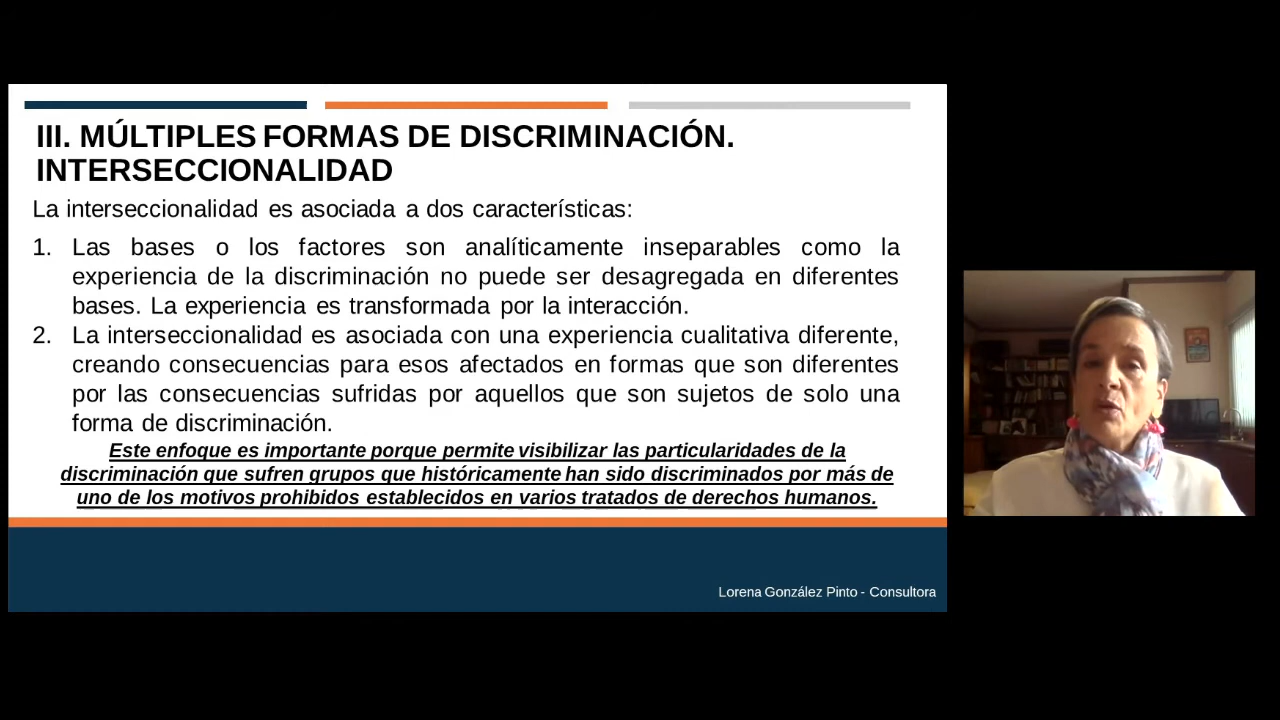 III. MÚLTIPLES FORMAS DE DISCRIMINACIÓN.
INTERSECCIONALIDAD
La interseccionalidad es asociada a dos características:
1. Las bases o los factores son analíticamente inseparables como la
experiencia de la discriminación no puede ser desagregada en diferentes
bases. La experiencia es transformada por la interacción.
2. La interseccionalidad es asociada con una experiencia cualitativa diferente,
creando consecuencias para esos afectados en formas que son diferentes
por las consecuencias sufridas por aquellos que son sujetos de solo una
forma de discriminación.
Este enfoque es importante porque permite visibilizar las particularidades de la
discriminación que sufren grupos que históricamente han sido discriminados por más de
uno de los motivos prohibidos establecidos en varios tratados de derechos humanos.
Lorena González Pinto - Consultora